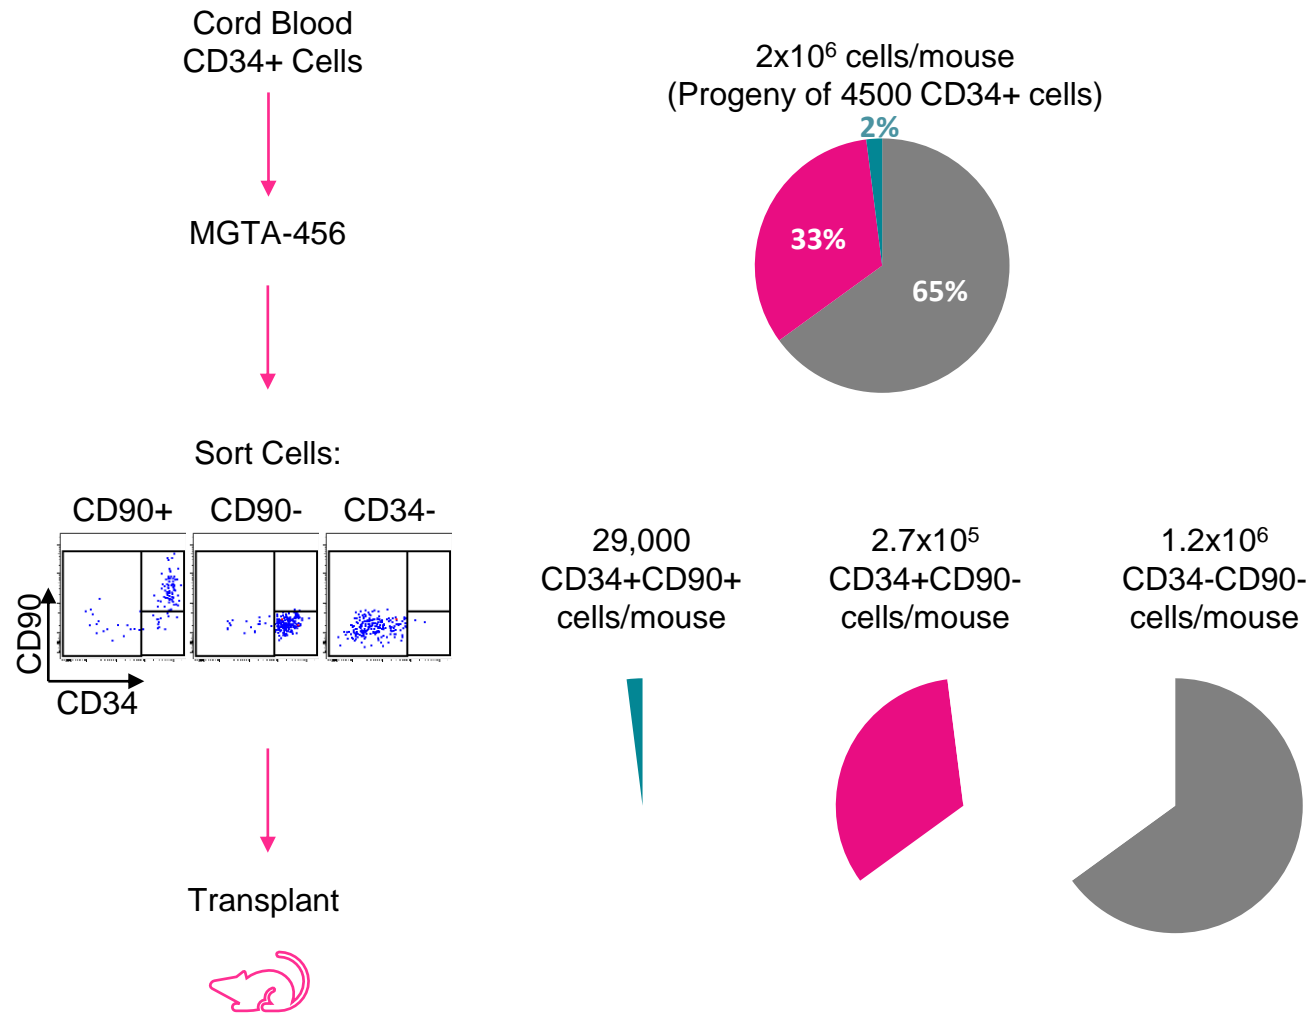 Cord Blood
CD34+ Cells
MGTA-456
Sort Cells:
CD90+ CD90- CD34-
CD90
CD34
Transplant
2x10⁶ cells/mouse
(Progeny of 4500 CD34+ cells)
2%
33%
65%
29,000
CD34+CD90+
cells/mouse
2.7x10⁵
CD34+CD90-
cells/mouse
1.2x10⁶
CD34-CD90-
cells/mouse